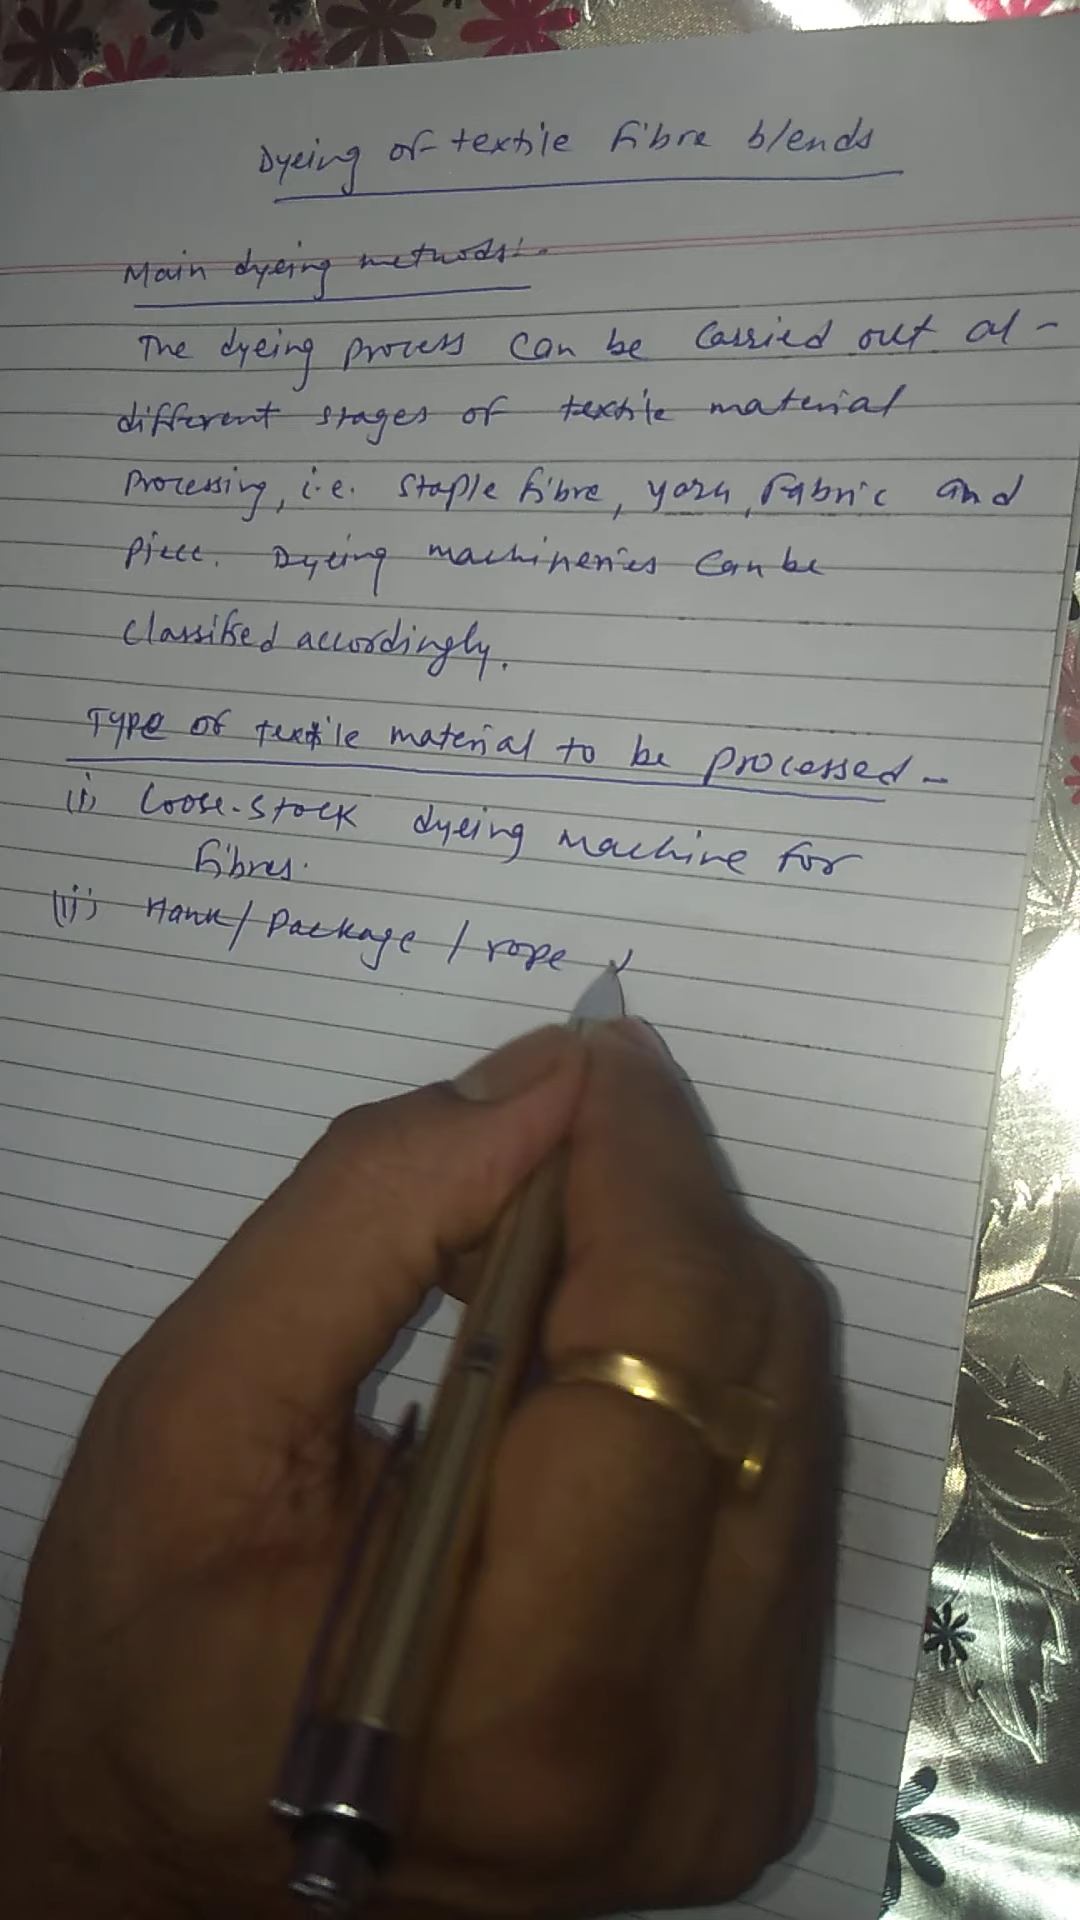 Dyeing of textile fibre blends
Main dyeing methods:-
The dyeing process can be carried out at
different stages of textile material
processing, i.e. staple fibre, yarn, fabric and
piece. Dyeing machineries can be
classified accordingly.
Type of textile material to be processed -
(i) Loose-stock dyeing machine for
fibres.
(ii) Hank/Package/rope